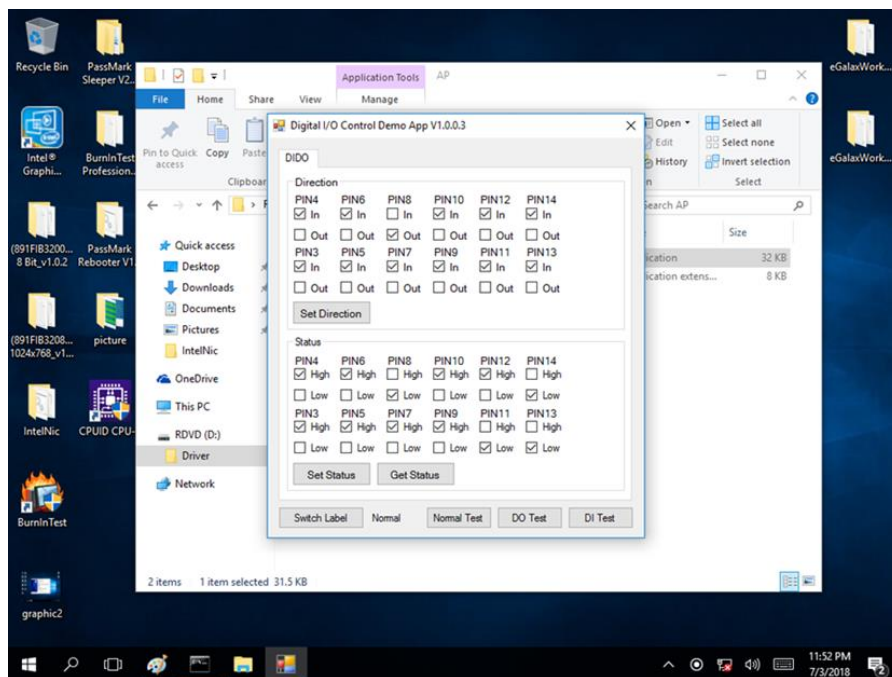 Recycle Bin
PassMark
Sleeper V2...
eGalaxWork...
Intel®
Graphi...
BurnInTest
Profession...
eGalaxWork...
(891FIB3200...
8 Bit_v1.0.2
PassMark
Rebooter V1
(891FIB3208...
1024x768_v1...
picture
IntelNic
CPUID CPU-
BurnInTest
graphic2
Application Tools
AP
File
Home
Share
View
Manage
Pin to Quick
access
Copy
Paste
Clipboar
Open
Edit
History
Select all
Select none
Invert selection
n
Select
Search AP
Size
ication
32 KB
ication extens...
8 KB
Quick access
Desktop
Downloads
Documents
Pictures
IntelNic
OneDrive
This PC
RDVD (D:)
Driver
Network
2 items 1 item selected 31.5 KB
Digital I/O Control Demo App V1.0.0.3
DIDO
Direction
PIN4 PIN6 PIN8 PIN10 PIN12 PIN14
In In In In In In
Out Out Out Out Out Out
PIN3 PIN5 PIN7 PIN9 PIN11 PIN13
In In In In In In
Out Out Out Out Out Out
Set Direction
Status
PIN4 PIN6 PIN8 PIN10 PIN12 PIN14
High High High High High High
Low Low Low Low Low Low
PIN3 PIN5 PIN7 PIN9 PIN11 PIN13
High High High High High High
Low Low Low Low Low Low
Set Status Get Status
Switch Label Normal Normal Test DO Test DI Test
11:52 PM
7/3/2018
2